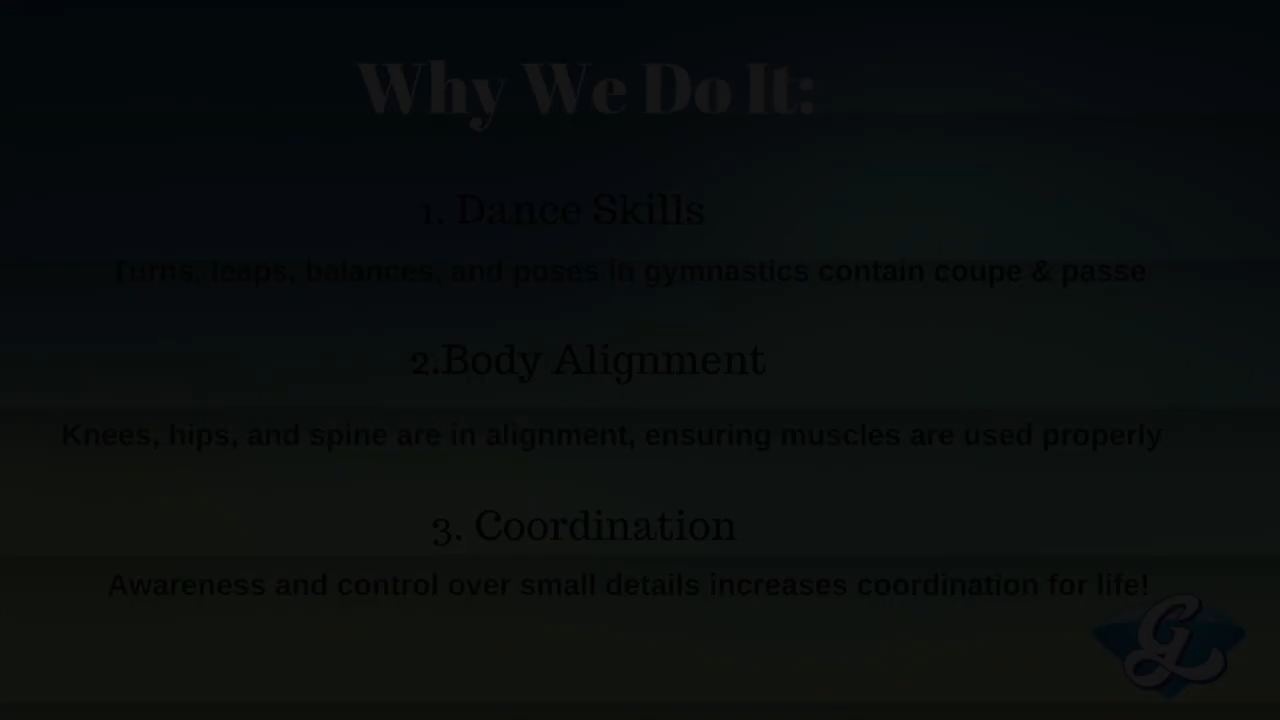 Why We Do It:
1. Dance Skills
Turns, leaps, balances, and poses in gymnastics contain coupe & passe
2.Body Alignment
Knees, hips, and spine are in alignment, ensuring muscles are used properly
3. Coordination
Awareness and control over small details increases coordination for life!
GL